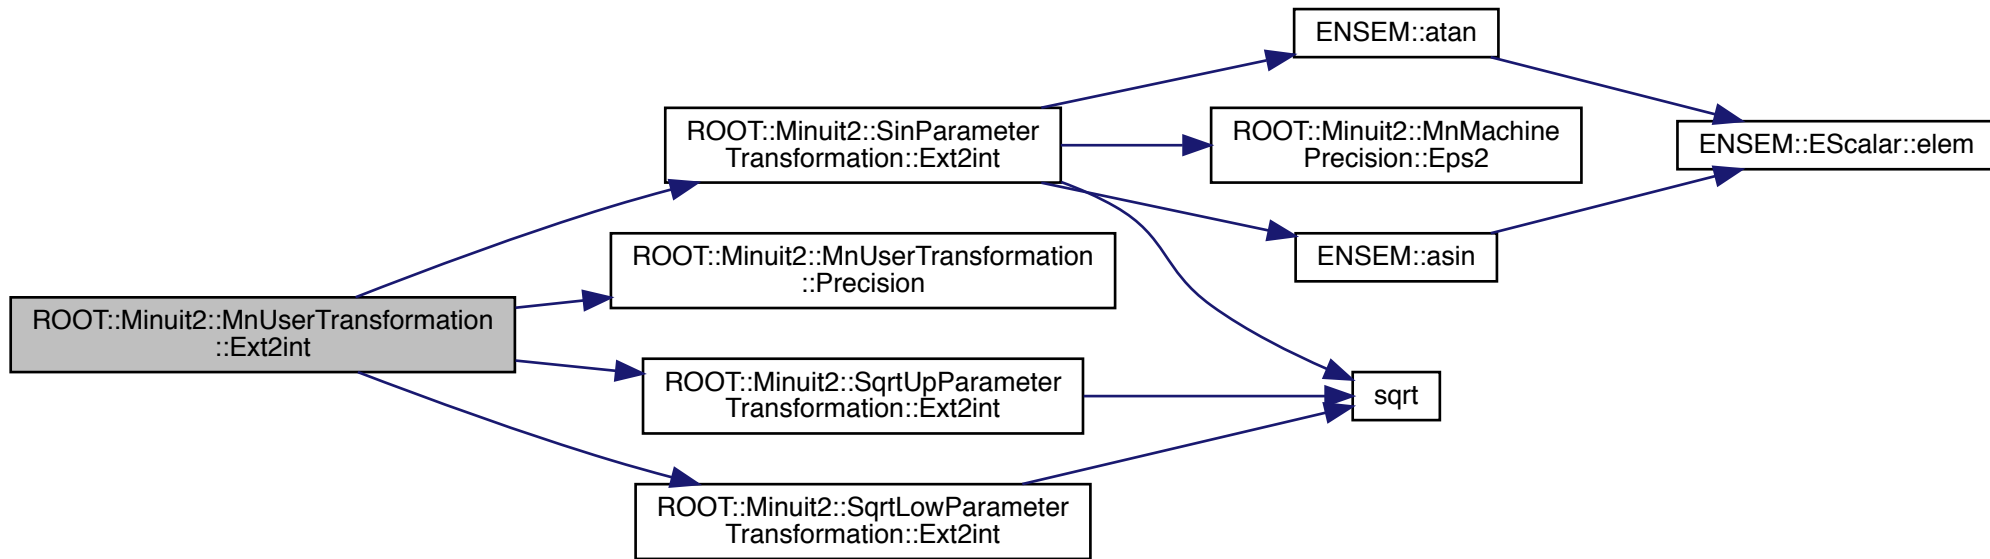 ROOT::Minuit2::MnUserTransformation
::Ext2int
ROOT::Minuit2::SinParameter
Transformation::Ext2int
ROOT::Minuit2::MnUserTransformation
::Precision
ROOT::Minuit2::SqrtUpParameter
Transformation::Ext2int
ROOT::Minuit2::SqrtLowParameter
Transformation::Ext2int
ENSEM::atan
ROOT::Minuit2::MnMachine
Precision::Eps2
ENSEM::asin
sqrt
ENSEM::EScalar::elem